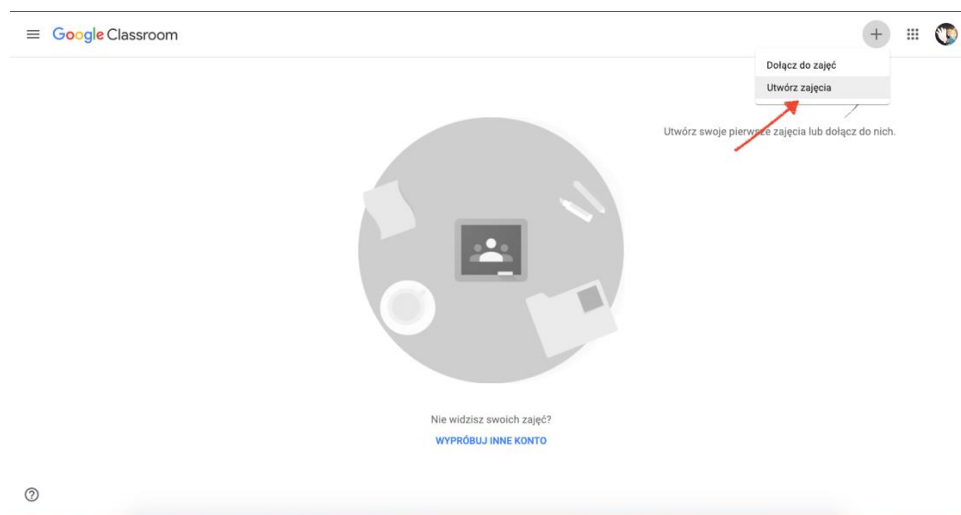 Google Classroom
Dołącz do zajęć
Utwórz zajęcia
Utwórz swoje pierwsze zajęcia lub dołącz do nich.
Nie widzisz swoich zajęć?
WYPRÓBUJ INNE KONTO